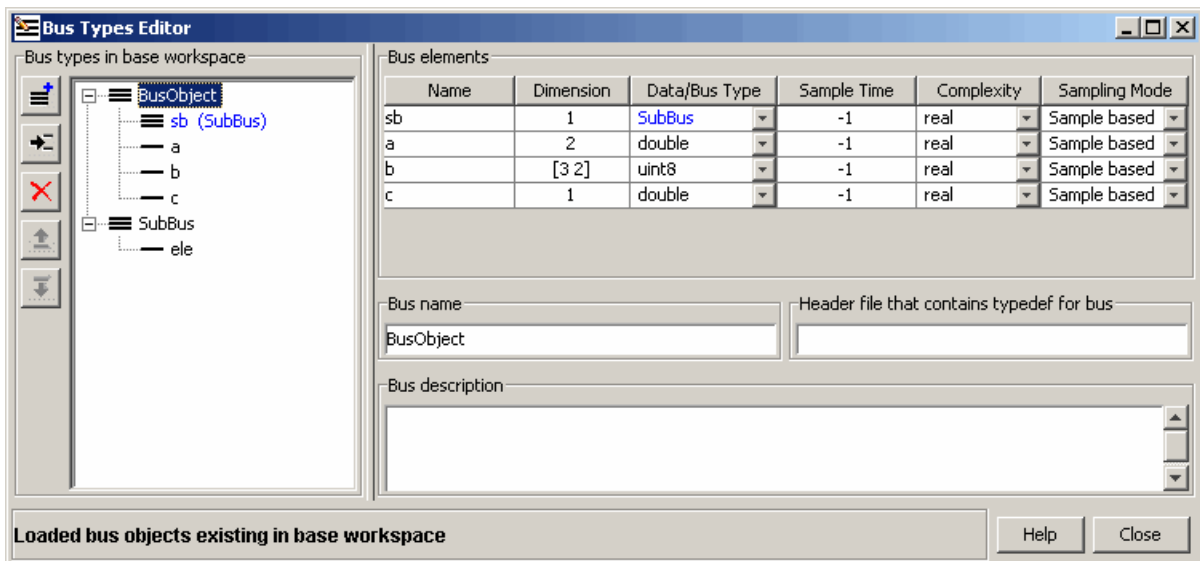 Bus Types Editor
Bus types in base workspace
BusObject
sb (SubBus)
a
b
c
SubBus
ele
Bus elements
Name Dimension Data/Bus Type Sample Time Complexity Sampling Mode
sb 1 SubBus -1 real Sample based
a 2 double -1 real Sample based
b [3 2] uint8 -1 real Sample based
c 1 double -1 real Sample based
Bus name
BusObject
Header file that contains typedef for bus
Bus description
Loaded bus objects existing in base workspace
Help Close